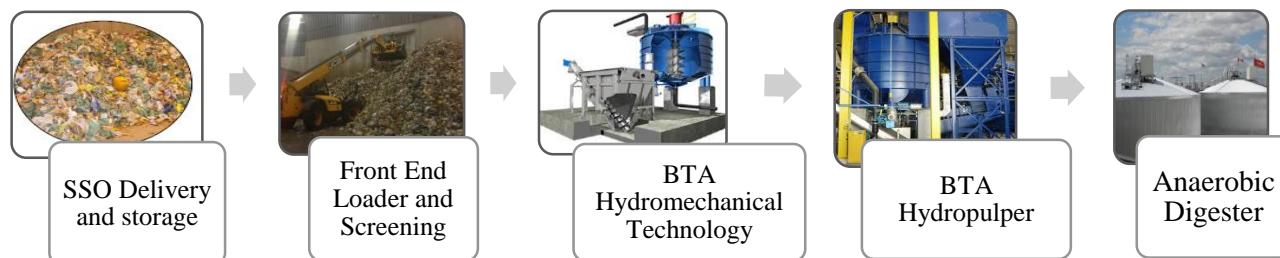 SSO Delivery
and storage
Front End
Loader and
Screening
BTA
Hydromechanical
Technology
BTA
Hydropulper
Anaerobic
Digester